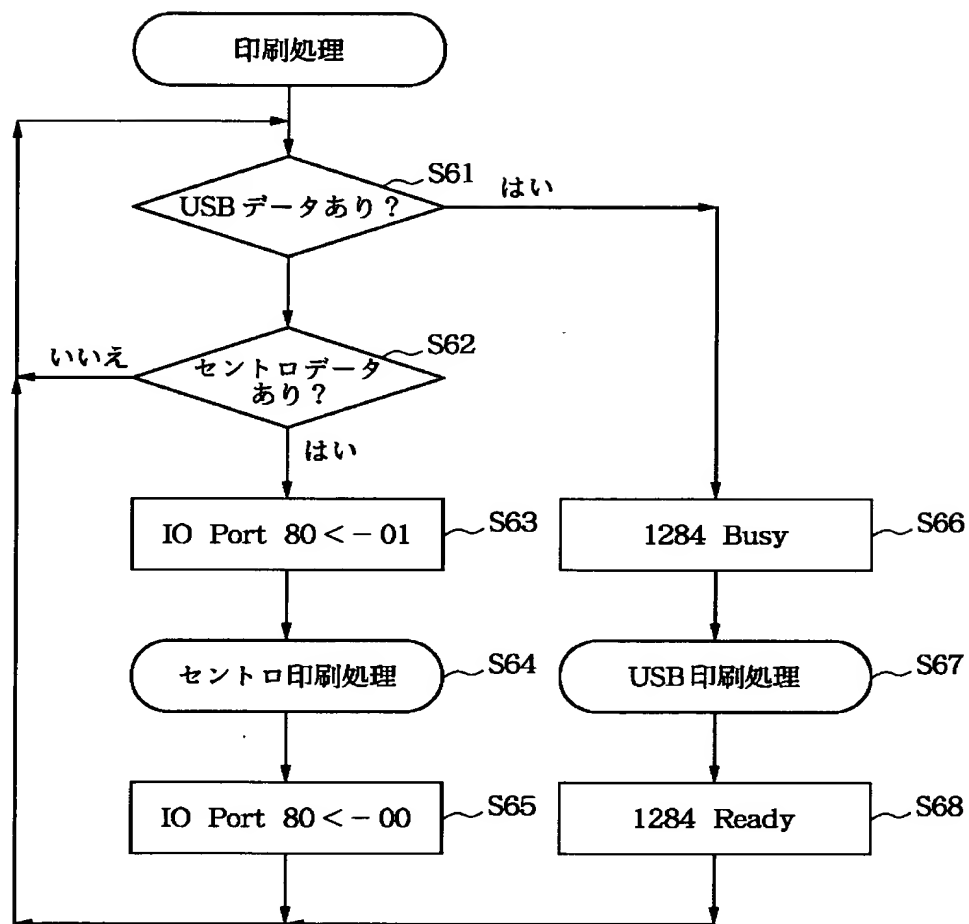 印刷処理
S61
はい
USBデータあり?
S62
いいえ
セントロデータ
あり?
はい
IO Port 80<-01
S63
1284 Busy
S66
セントロ印刷処理
S64
USB印刷処理
S67
IO Port 80<-00
S65
1284 Ready
S68